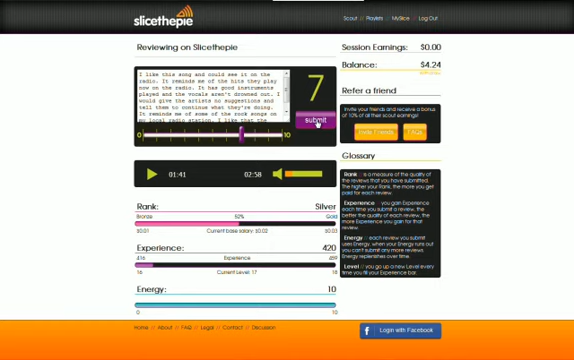 slicethepie
Scout // Playlists // MySlice // Log Out
Reviewing on Slicethepie
Session Earnings: $0.00
I like this song and could see it on the
radio. It reminds me of the hits they play
now on the radio. It has good instruments
played and the vocals aren't drowned out. I
would give the artists no suggestions and
tell them to continue what they're doing.
It reminds me of some of the rock songs on
my local radio station. I like that the
7
submit
0
10
Balance: $4.24
Refer a friend
Invite your friends and receive a bonus
of 10% of all their scout earnings!
Invite Friends
FAQs
01:41
02:58
Glossary
Rank // is a measure of the quality of
the reviews that you have submitted.
The higher your Rank, the more you get
paid for each review.
Experience // you gain Experience
each time you submit a review, the
better the quality of each review, the
more Experience you gain for that
review.
Energy // each review you submit
uses Energy, when your Energy runs out
you can't submit any more reviews.
Energy replenishes over time.
Level // you go up a new Level every
time you fill your Experience bar.
Rank: Silver
Bronze 52% Gold
$0.01 Current base salary: $0.02 $0.03
Experience: 420
416 Experience 459
16 Current Level: 17 18
Energy: 10
0 10
Home // About // FAQ // Legal // Contact // Discussion
f Login with Facebook